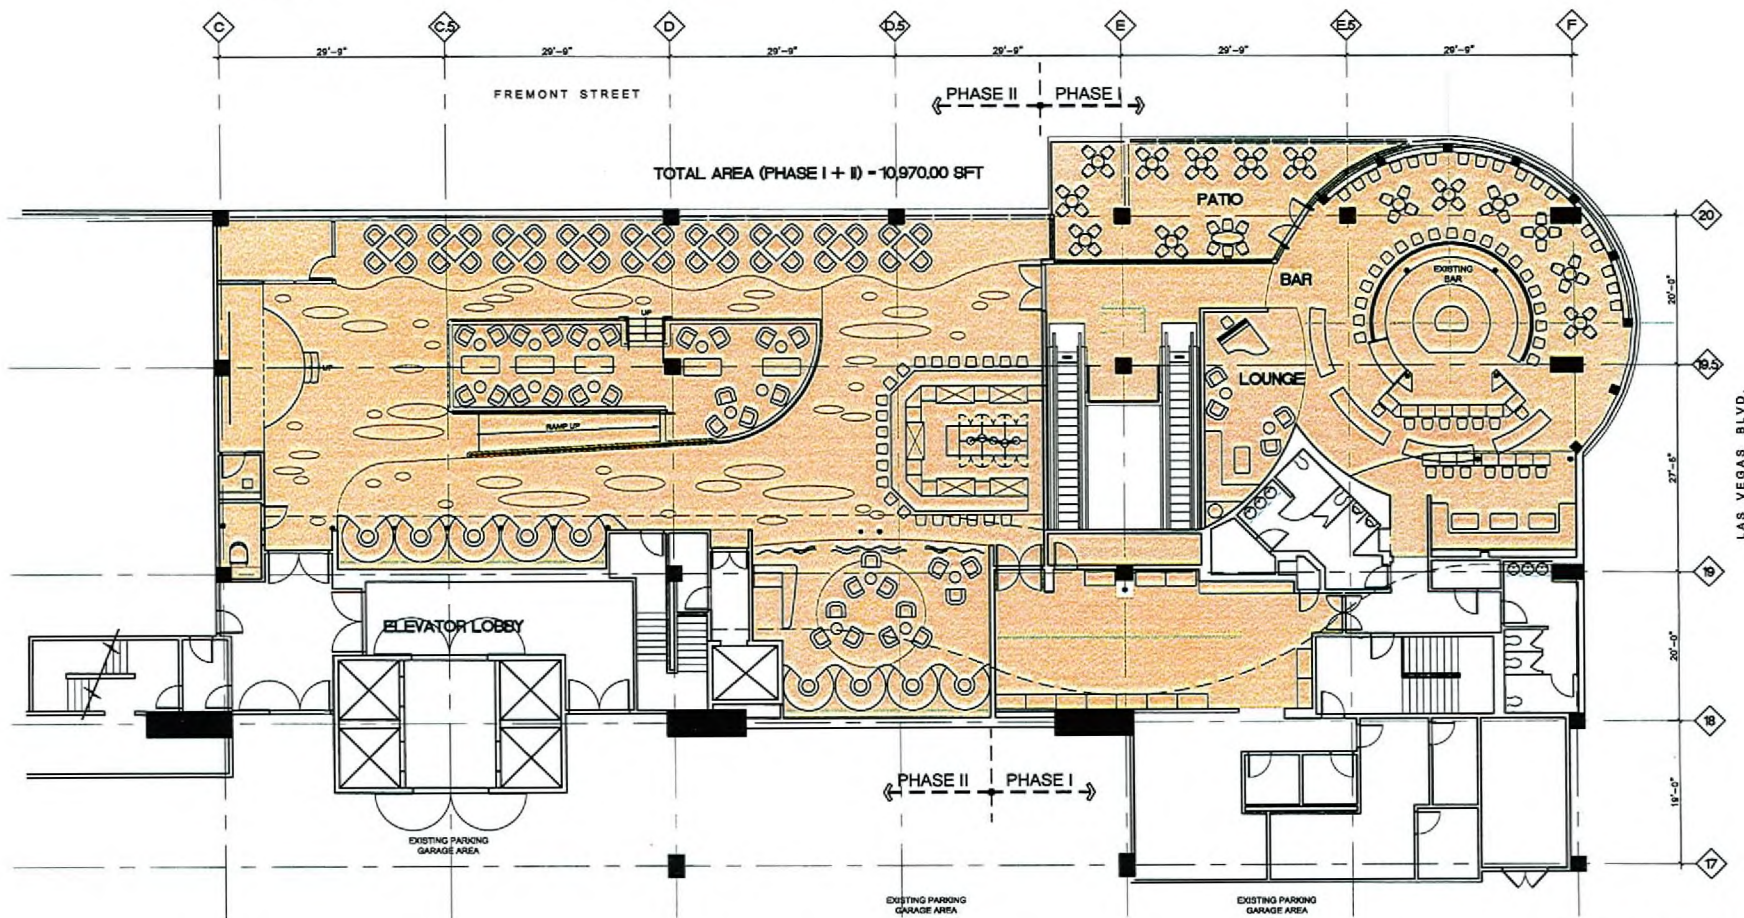 C
C.5
D
D.5
E
E.5
F
29'-9"
29'-9"
29'-9"
29'-9"
29'-9"
29'-9"
FREMONT STREET
PHASE II
PHASE I
TOTAL AREA (PHASE I + II) = 10,970.00 SFT
PATIO
20
BAR
EXISTING
BAR
20'-0"
UP
UP
19.5
LOUNGE
RAMP UP
LAS VEGAS BLVD.
27'-6"
19
ELEVATOR LOBBY
20'-0"
18
PHASE II
PHASE I
19'-0"
EXISTING PARKING
GARAGE AREA
17
EXISTING PARKING
GARAGE AREA
EXISTING PARKING
GARAGE AREA